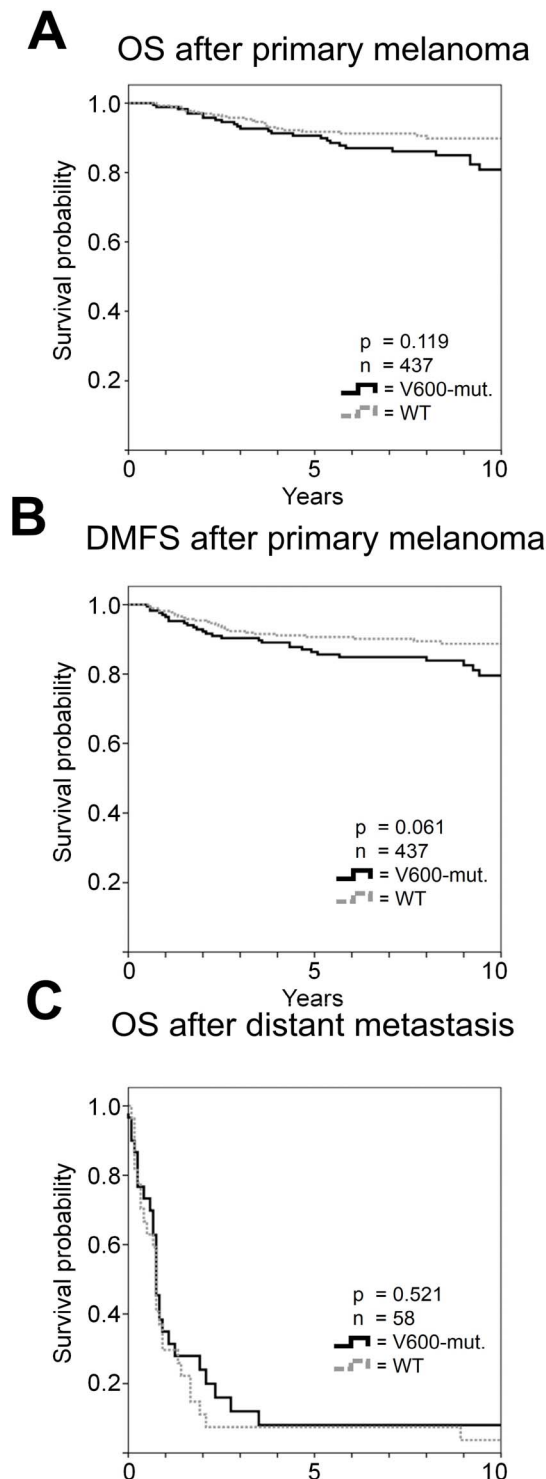 A
OS after primary melanoma
1.0
0.8
0.6
0.4
0.2
Survival probability
p = 0.119
n = 437
= V600-mut.
= WT
0 5 10
Years
B
DMFS after primary melanoma
1.0
0.8
0.6
0.4
0.2
Survival probability
p = 0.061
n = 437
= V600-mut.
= WT
0 5 10
Years
C
OS after distant metastasis
1.0
0.8
0.6
0.4
0.2
Survival probability
p = 0.521
n = 58
= V600-mut.
= WT
0 5 10